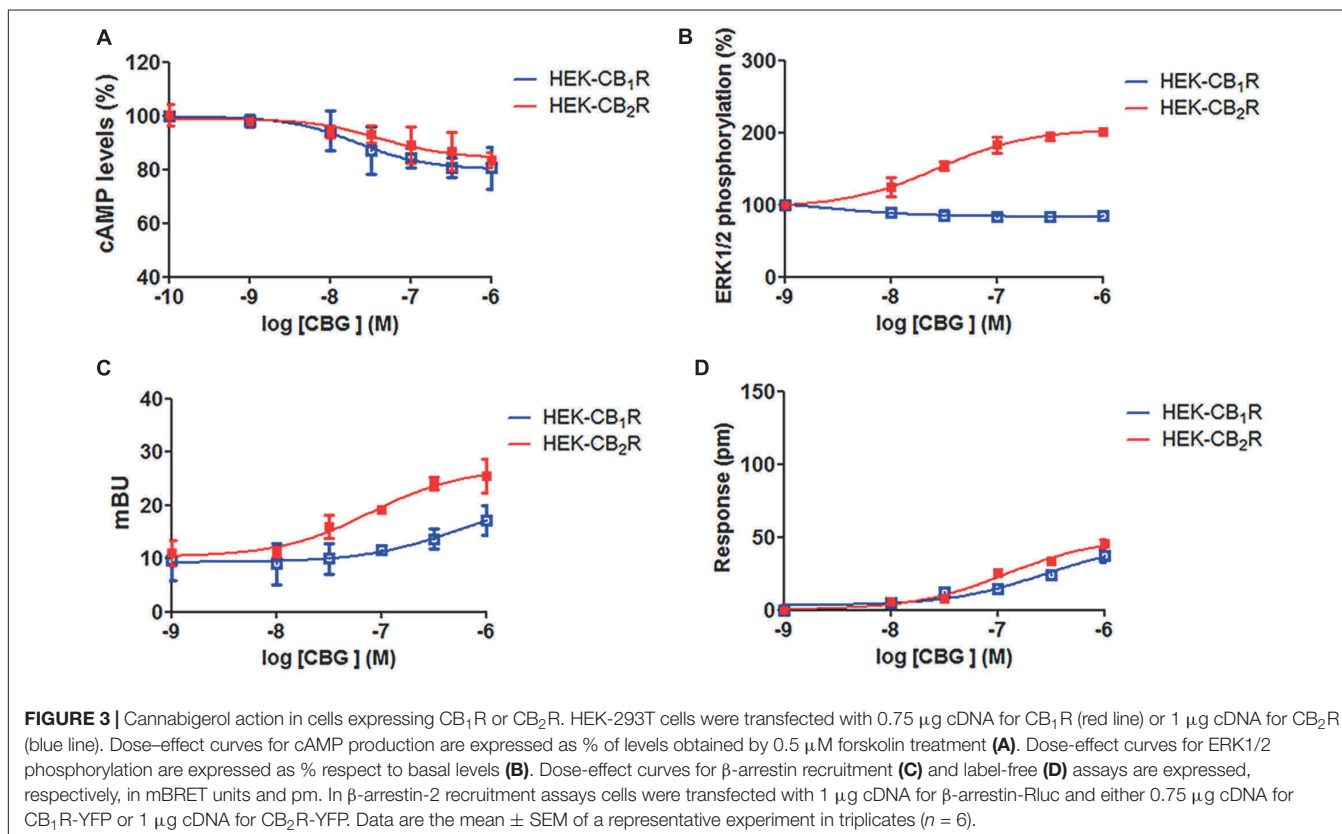 A
cAMP levels (%)
120
100
80
60
40
-10 -9 -8 -7 -6
log [CBG ] (M)
HEK-CB₁R
HEK-CB₂R
B
ERK1/2 phosphorylation (%)
300
200
100
0
-9 -8 -7 -6
log [CBG ] (M)
HEK-CB₁R
HEK-CB₂R
C
mBU
40
30
20
10
0
-9 -8 -7 -6
log [CBG ] (M)
HEK-CB₁R
HEK-CB₂R
D
Response (pm)
150
100
50
0
-9 -8 -7 -6
log [CBG ] (M)
HEK-CB₁R
HEK-CB₂R
FIGURE 3 | Cannabigerol action in cells expressing CB₁R or CB₂R. HEK-293T cells were transfected with 0.75 μg cDNA for CB₁R (red line) or 1 μg cDNA for CB₂R
(blue line). Dose–effect curves for cAMP production are expressed as % of levels obtained by 0.5 μM forskolin treatment (A). Dose-effect curves for ERK1/2
phosphorylation are expressed as % respect to basal levels (B). Dose-effect curves for β-arrestin recruitment (C) and label-free (D) assays are expressed,
respectively, in mBRET units and pm. In β-arrestin-2 recruitment assays cells were transfected with 1 μg cDNA for β-arrestin-Rluc and either 0.75 μg cDNA for
CB₁R-YFP or 1 μg cDNA for CB₂R-YFP. Data are the mean ± SEM of a representative experiment in triplicates (n = 6).